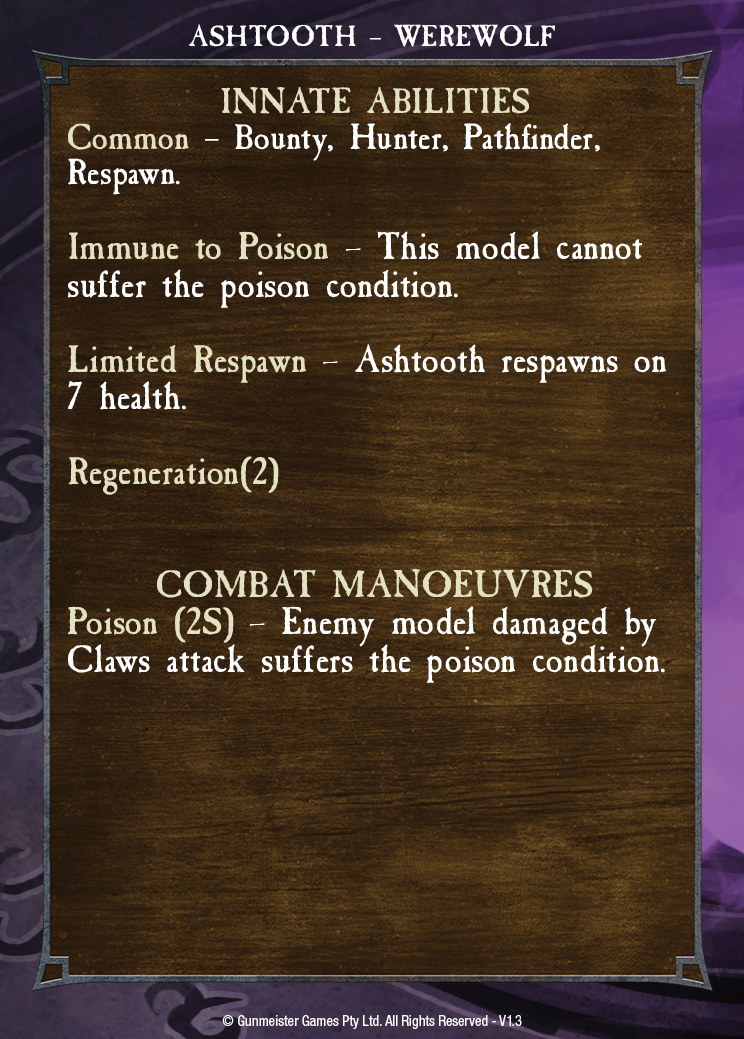 ASHTOOTH – WEREWOLF
INNATE ABILITIES
Common – Bounty, Hunter, Pathfinder,
Respawn.
Immune to Poison – This model cannot
suffer the poison condition.
Limited Respawn – Ashtooth respawns on
7 health.
Regeneration(2)
COMBAT MANOEUVRES
Poison (2S) – Enemy model damaged by
Claws attack suffers the poison condition.
© Gunmeister Games Pty Ltd. All Rights Reserved - V1.3